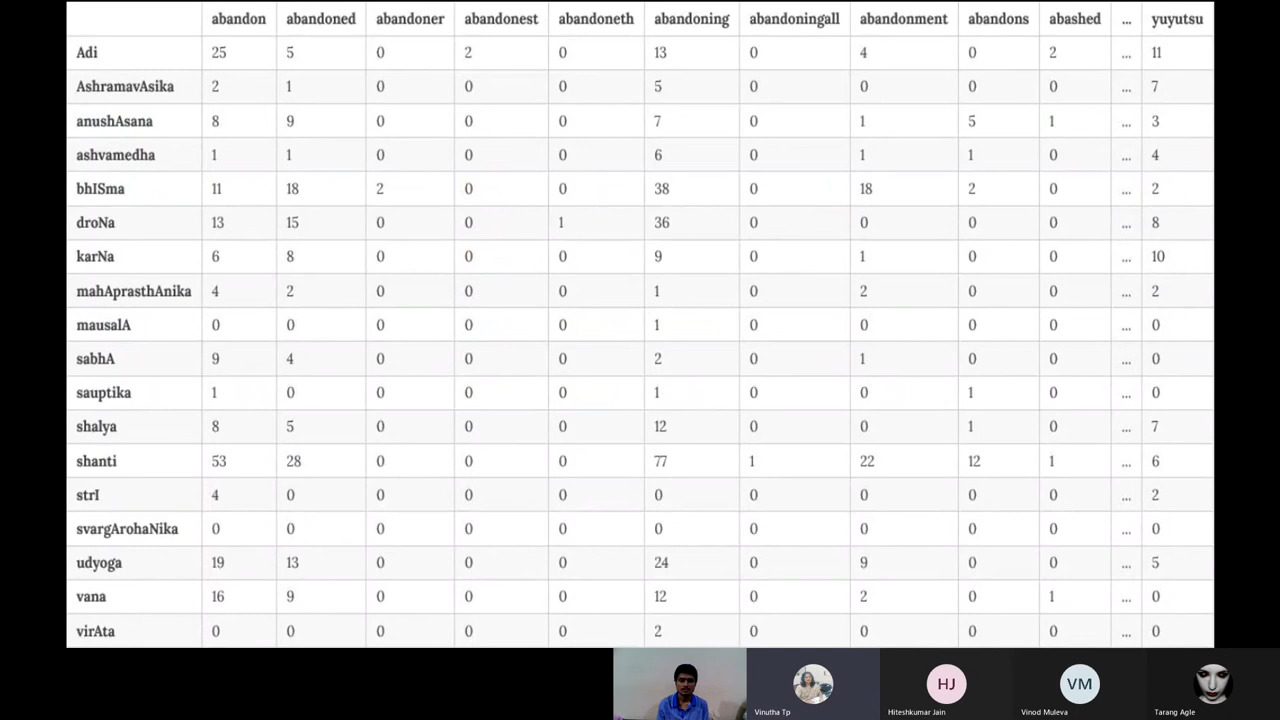 abandon abandoned abandoner abandonest abandoneth abandoning abandoningall abandonment abandons abashed ... yuyutsu
Adi 25 5 0 2 0 13 0 4 0 2 ... 11
AshramavAsika 2 1 0 0 0 5 0 0 0 0 ... 7
anushAsana 8 9 0 0 0 7 0 1 5 1 ... 3
ashvamedha 1 1 0 0 0 6 0 1 1 0 ... 4
bhISma 11 18 2 0 0 38 0 18 2 0 ... 2
droNa 13 15 0 0 1 36 0 0 0 0 ... 8
karNa 6 8 0 0 0 9 0 1 0 0 ... 10
mahAprasthAnika 4 2 0 0 0 1 0 2 0 0 ... 2
mausalA 0 0 0 0 0 1 0 0 0 0 ... 0
sabhA 9 4 0 0 0 2 0 1 0 0 ... 0
sauptika 1 0 0 0 0 1 0 0 1 0 ... 0
shalya 8 5 0 0 0 12 0 0 1 0 ... 7
shanti 53 28 0 0 0 77 1 22 12 1 ... 6
strI 4 0 0 0 0 0 0 0 0 0 ... 2
svargArohaNika 0 0 0 0 0 0 0 0 0 0 ... 0
udyoga 19 13 0 0 0 24 0 9 0 0 ... 5
vana 16 9 0 0 0 12 0 2 0 1 ... 0
virAta 0 0 0 0 0 2 0 0 0 0 ... 0
HJ VM
Vinutha Tp Hiteshkumar Jain Vinod Muleva Tarang Agle